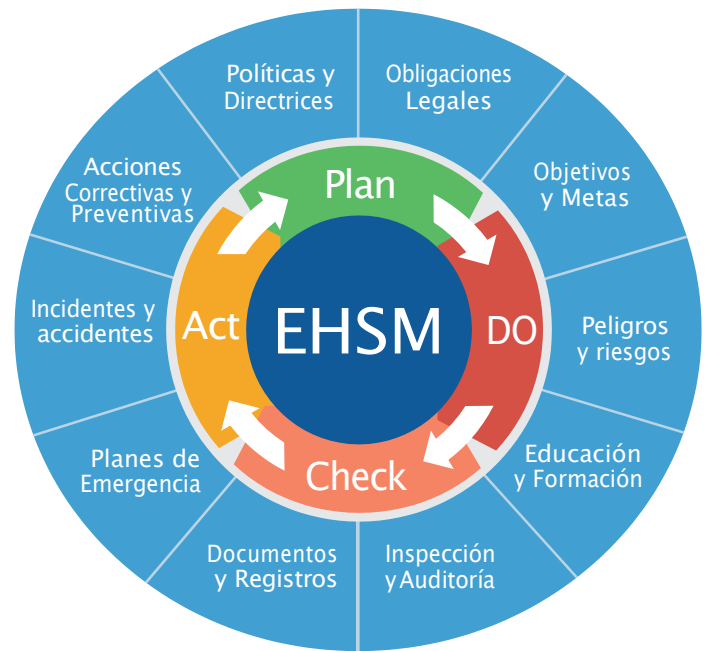 Políticas y
Directrices
Obligaciones
Legales
Objetivos
y Metas
Peligros
y riesgos
Educación
y Formación
Inspección
y Auditoría
Documentos
y Registros
Planes de
Emergencia
Incidentes y
accidentes
Acciones
Correctivas y
Preventivas
Plan
DO
Check
Act
EHSM